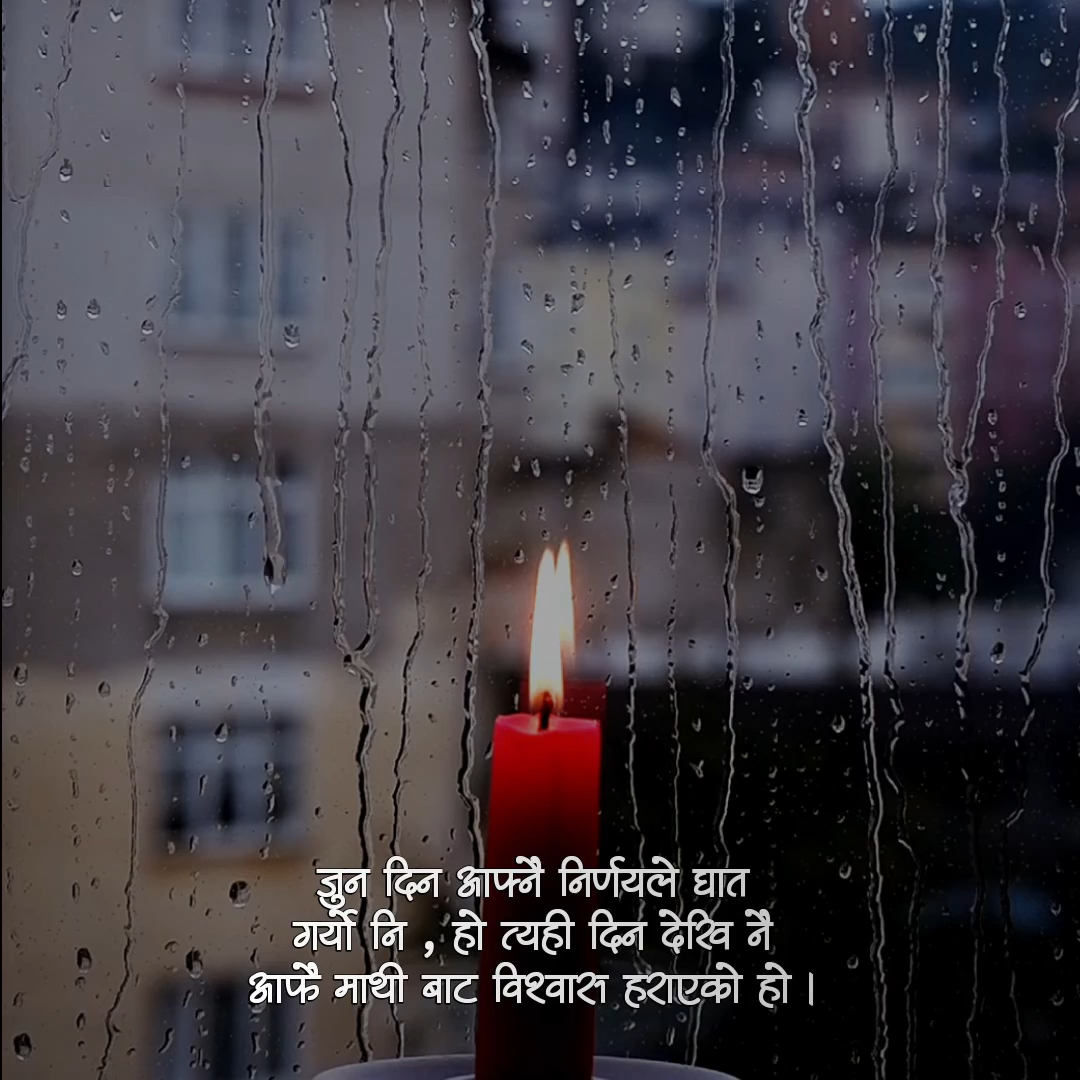 जुन दिन आफ्नै निर्णयले घात
गर्यो नि , हो त्यही दिन देखि नै
आफै माथी बाट विश्वास हराएको हो ।